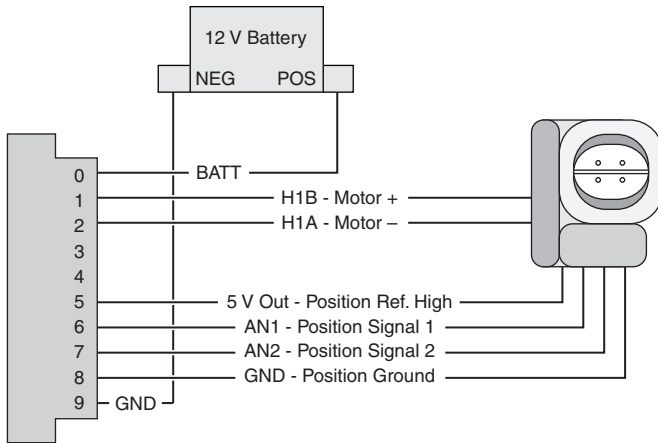 12 V Battery
NEG POS
0 BATT
1 H1B - Motor +
2 H1A - Motor –
3
4
5 5 V Out - Position Ref. High
6 AN1 - Position Signal 1
7 AN2 - Position Signal 2
8 GND - Position Ground
9 GND